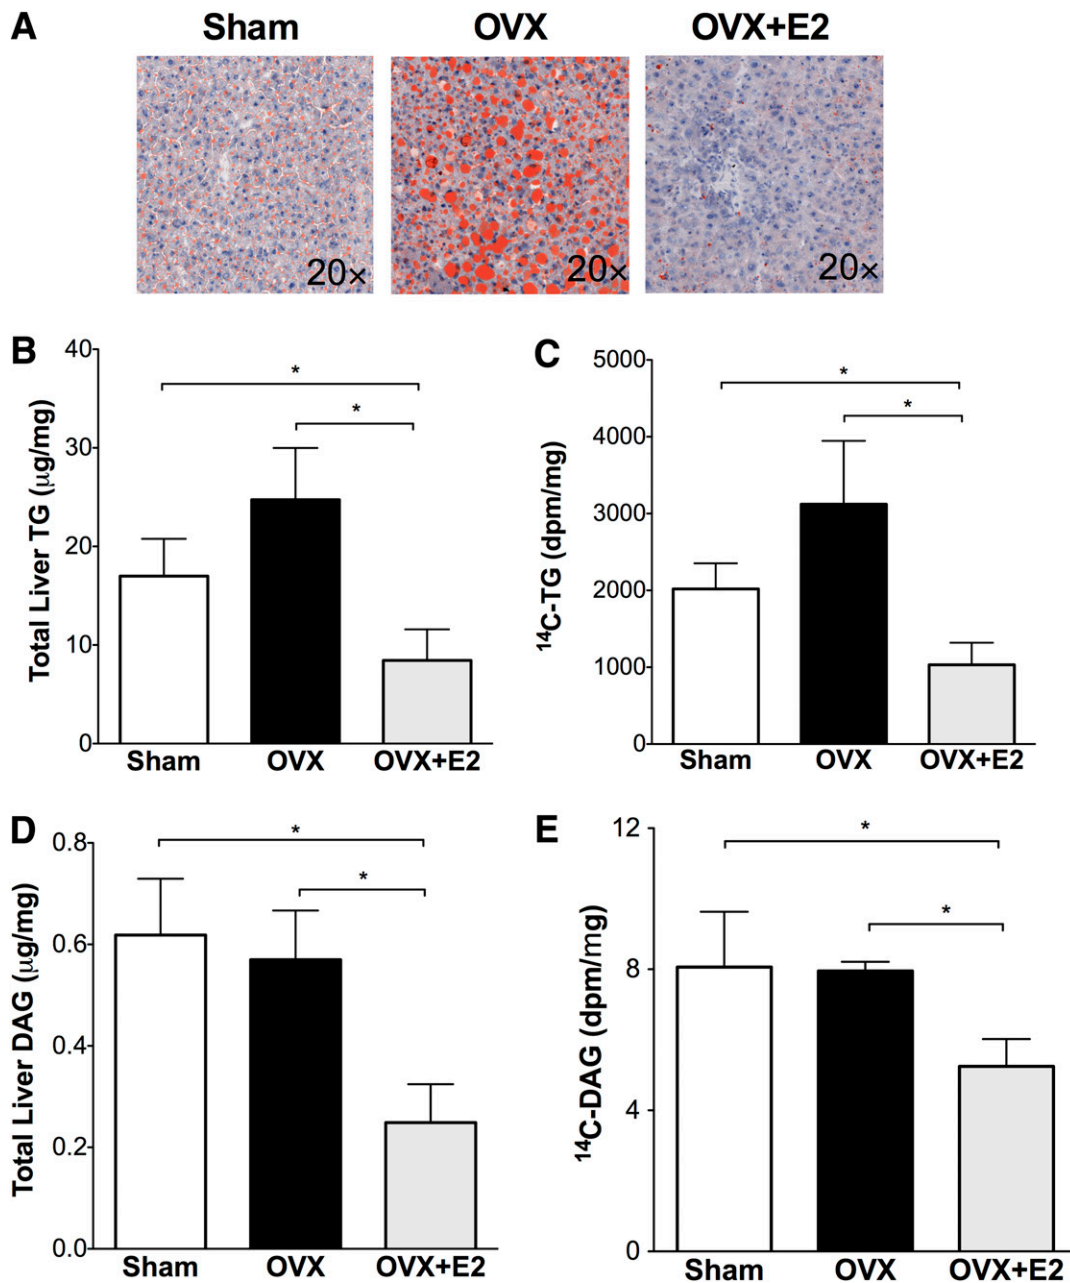 A Sham OVX OVX+E2
20× 20× 20×
B
Total Liver TG (μg/mg)
40
30
20
10
0
*
*
Sham OVX OVX+E2
C
¹⁴C-TG (dpm/mg)
5000
4000
3000
2000
1000
0
*
*
Sham OVX OVX+E2
D
Total Liver DAG (μg/mg)
0.8
0.6
0.4
0.2
0.0
*
*
Sham OVX OVX+E2
E
¹⁴C-DAG (dpm/mg)
12
8
4
0
*
*
Sham OVX OVX+E2